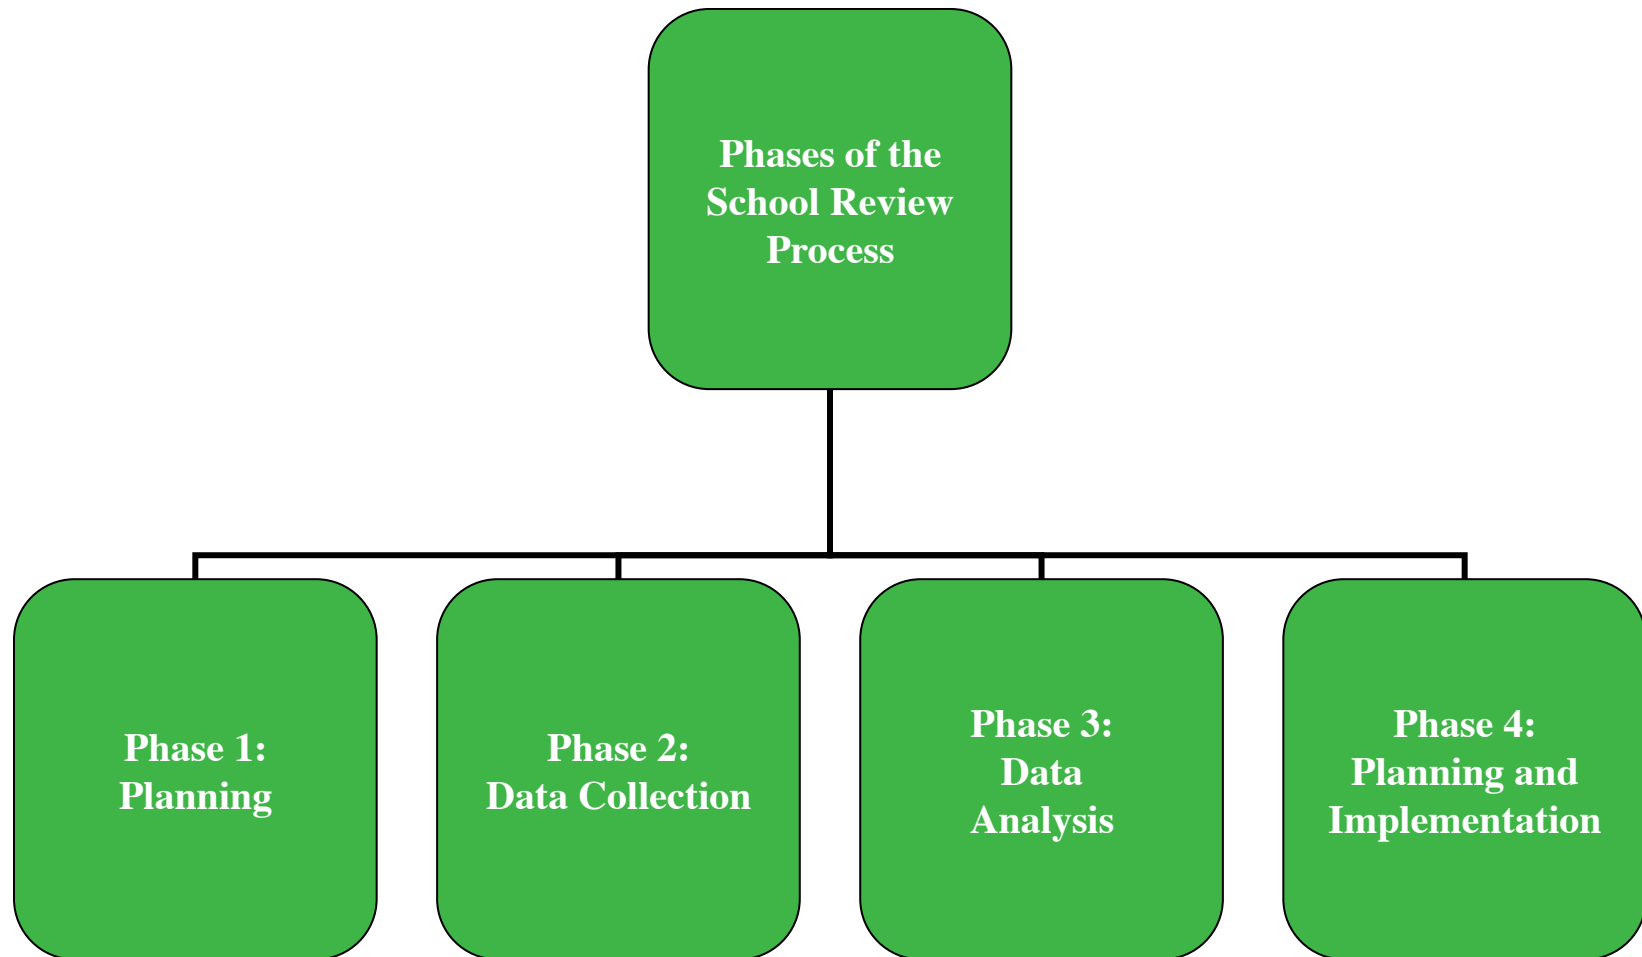 Phases of the
School Review
Process
Phase 1:
Planning
Phase 2:
Data Collection
Phase 3:
Data
Analysis
Phase 4:
Planning and
Implementation